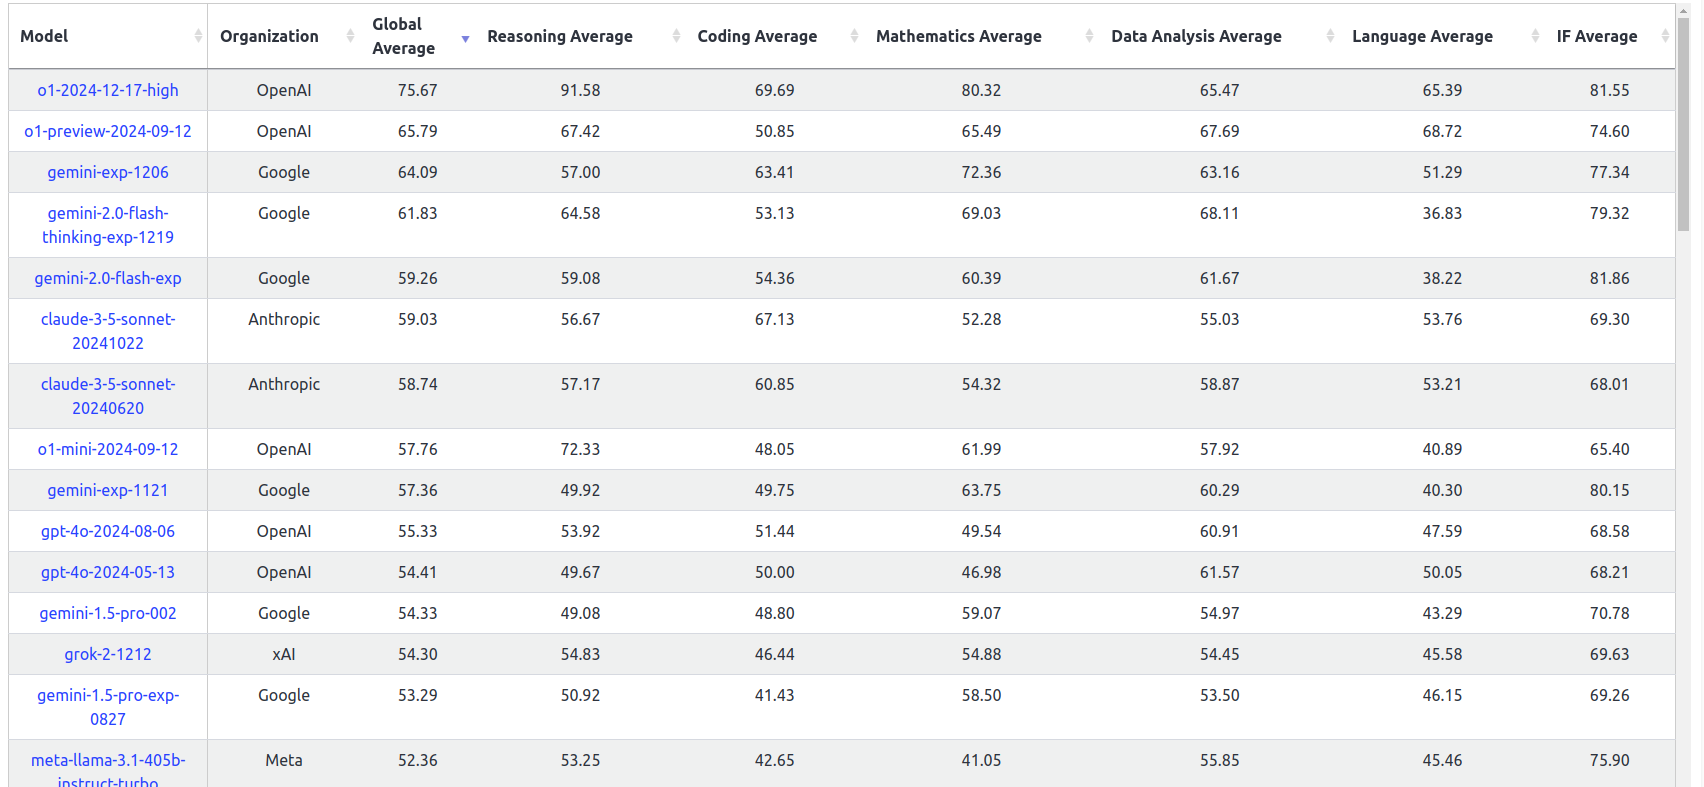 Model Organization Global Average Reasoning Average Coding Average Mathematics Average Data Analysis Average Language Average IF Average
o1-2024-12-17-high OpenAI 75.67 91.58 69.69 80.32 65.47 65.39 81.55
o1-preview-2024-09-12 OpenAI 65.79 67.42 50.85 65.49 67.69 68.72 74.60
gemini-exp-1206 Google 64.09 57.00 63.41 72.36 63.16 51.29 77.34
gemini-2.0-flash-thinking-exp-1219 Google 61.83 64.58 53.13 69.03 68.11 36.83 79.32
gemini-2.0-flash-exp Google 59.26 59.08 54.36 60.39 61.67 38.22 81.86
claude-3-5-sonnet-20241022 Anthropic 59.03 56.67 67.13 52.28 55.03 53.76 69.30
claude-3-5-sonnet-20240620 Anthropic 58.74 57.17 60.85 54.32 58.87 53.21 68.01
o1-mini-2024-09-12 OpenAI 57.76 72.33 48.05 61.99 57.92 40.89 65.40
gemini-exp-1121 Google 57.36 49.92 49.75 63.75 60.29 40.30 80.15
gpt-4o-2024-08-06 OpenAI 55.33 53.92 51.44 49.54 60.91 47.59 68.58
gpt-4o-2024-05-13 OpenAI 54.41 49.67 50.00 46.98 61.57 50.05 68.21
gemini-1.5-pro-002 Google 54.33 49.08 48.80 59.07 54.97 43.29 70.78
grok-2-1212 xAI 54.30 54.83 46.44 54.88 54.45 45.58 69.63
gemini-1.5-pro-exp-0827 Google 53.29 50.92 41.43 58.50 53.50 46.15 69.26
meta-llama-3.1-405b-instruct-turbo Meta 52.36 53.25 42.65 41.05 55.85 45.46 75.90